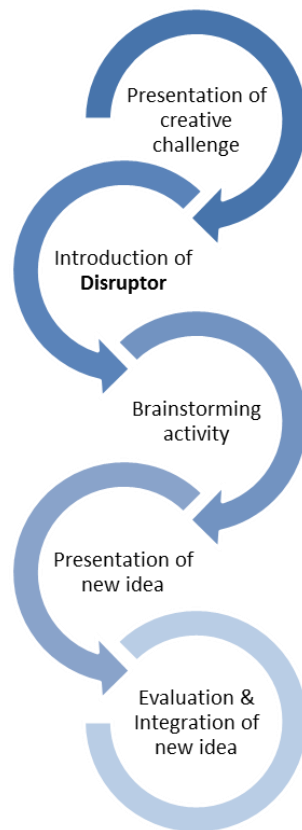 Presentation of
creative
challenge
Introduction of
Disruptor
Brainstorming
activity
Presentation of
new idea
Evaluation &
Integration of
new idea